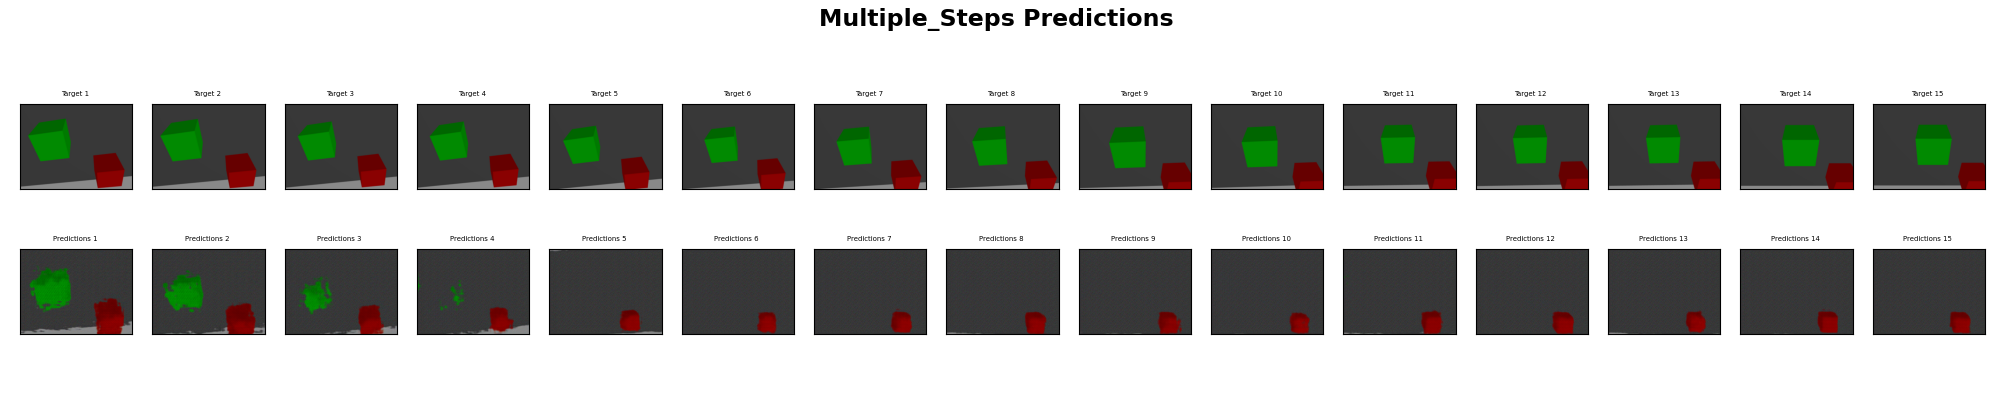 Multiple_Steps Predictions
Target 1 Target 2 Target 3 Target 4 Target 5 Target 6 Target 7 Target 8 Target 9 Target 10 Target 11 Target 12 Target 13 Target 14 Target 15
Predictions 1 Predictions 2 Predictions 3 Predictions 4 Predictions 5 Predictions 6 Predictions 7 Predictions 8 Predictions 9 Predictions 10 Predictions 11 Predictions 12 Predictions 13 Predictions 14 Predictions 15